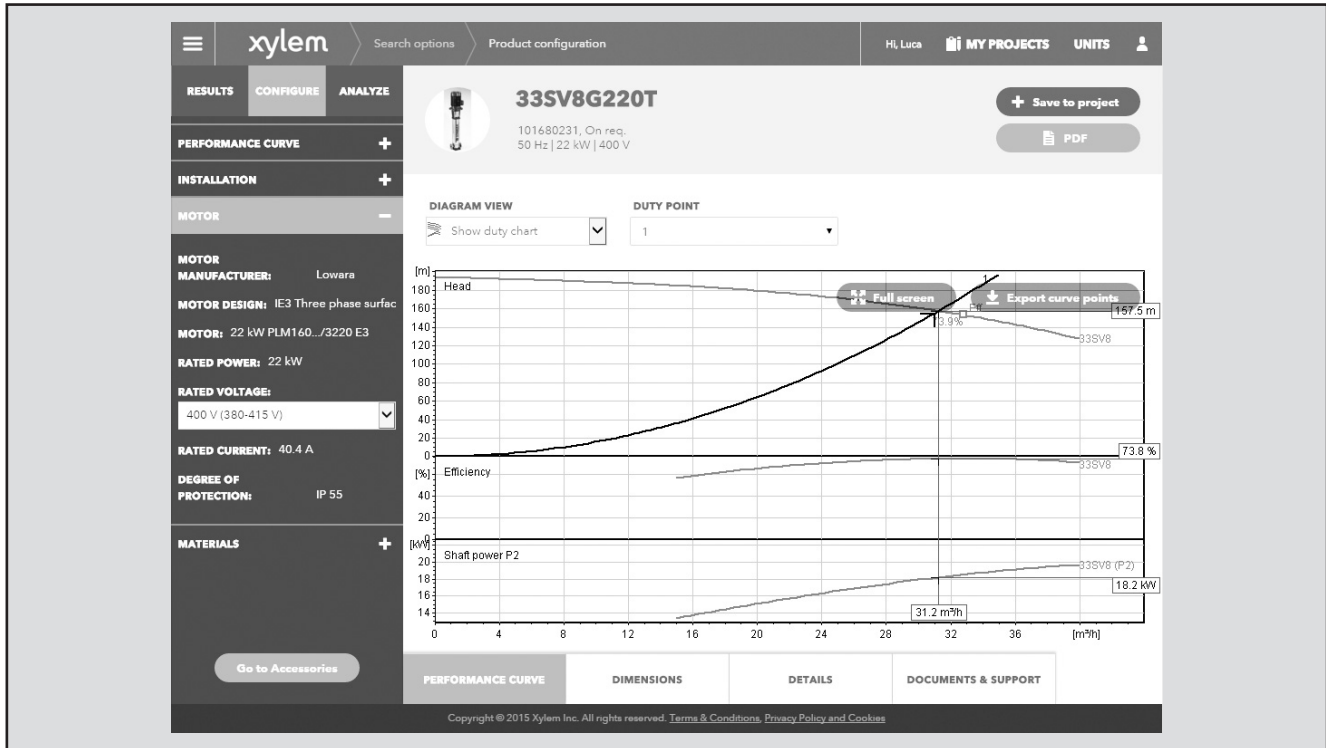 xylem
Search options
Product configuration
Hi, Luca
MY PROJECTS
UNITS
RESULTS
CONFIGURE
ANALYZE
PERFORMANCE CURVE +
INSTALLATION +
MOTOR −
MOTOR
MANUFACTURER: Lowara
MOTOR DESIGN: IE3 Three phase surfac
MOTOR: 22 kW PLM160.../3220 E3
RATED POWER: 22 kW
RATED VOLTAGE:
400 V (380-415 V)
RATED CURRENT: 40.4 A
DEGREE OF
PROTECTION: IP 55
MATERIALS +
Go to Accessories
33SV8G220T
101680231, On req.
50 Hz | 22 kW | 400 V
+ Save to project
PDF
DIAGRAM VIEW
Show duty chart
DUTY POINT
1
[m]
Head
180
160
140
120
100
80
60
40
20
0
1
Full screen
Export curve points
Eff
3.9%
157.5 m
33SV8
[%]
Efficiency
40
20
0
73.8 %
33SV8
[kW]
Shaft power P2
20
18
16
14
33SV8 (P2)
18.2 kW
31.2 m³/h
0 4 8 12 16 20 24 28 32 36 [m³/h]
PERFORMANCE CURVE
DIMENSIONS
DETAILS
DOCUMENTS & SUPPORT
Copyright © 2015 Xylem Inc. All rights reserved. Terms & Conditions, Privacy Policy and Cookies